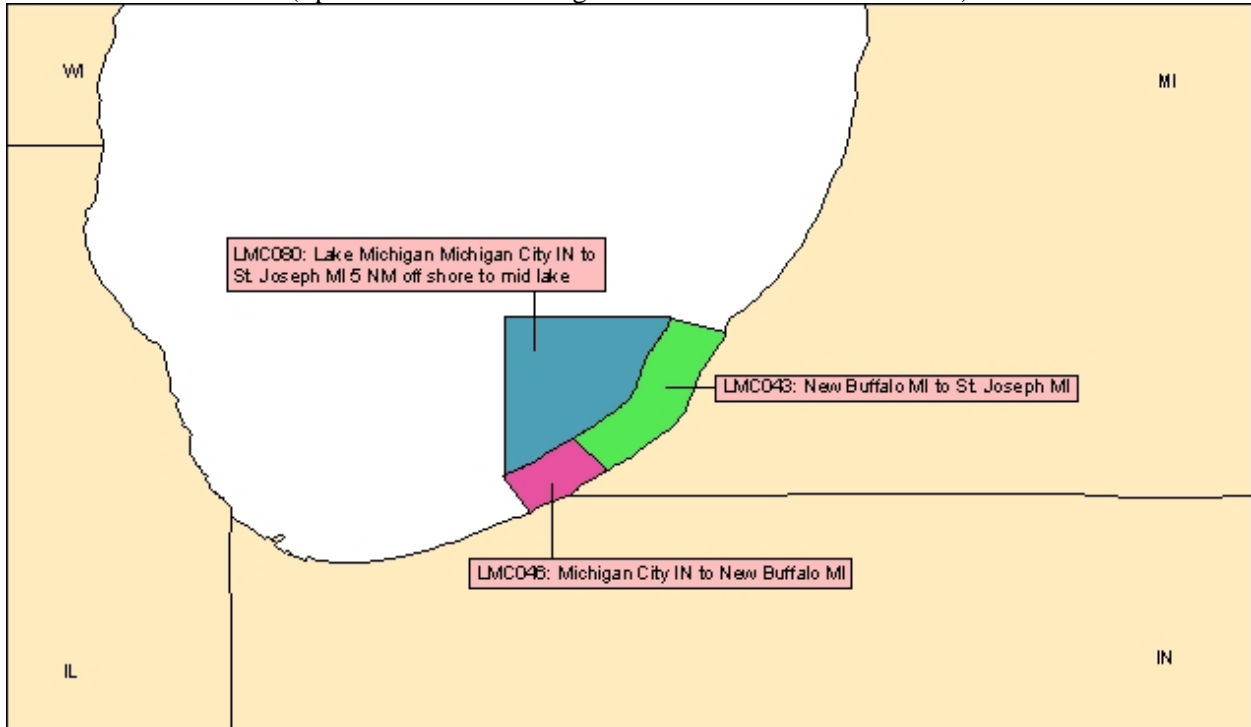 WI
MI
LMC080: Lake Michigan Michigan City IN to
St. Joseph MI 5 NM off shore to mid lake
LMC043: New Buffalo MI to St. Joseph MI
LMC046: Michigan City IN to New Buffalo MI
IL
IN